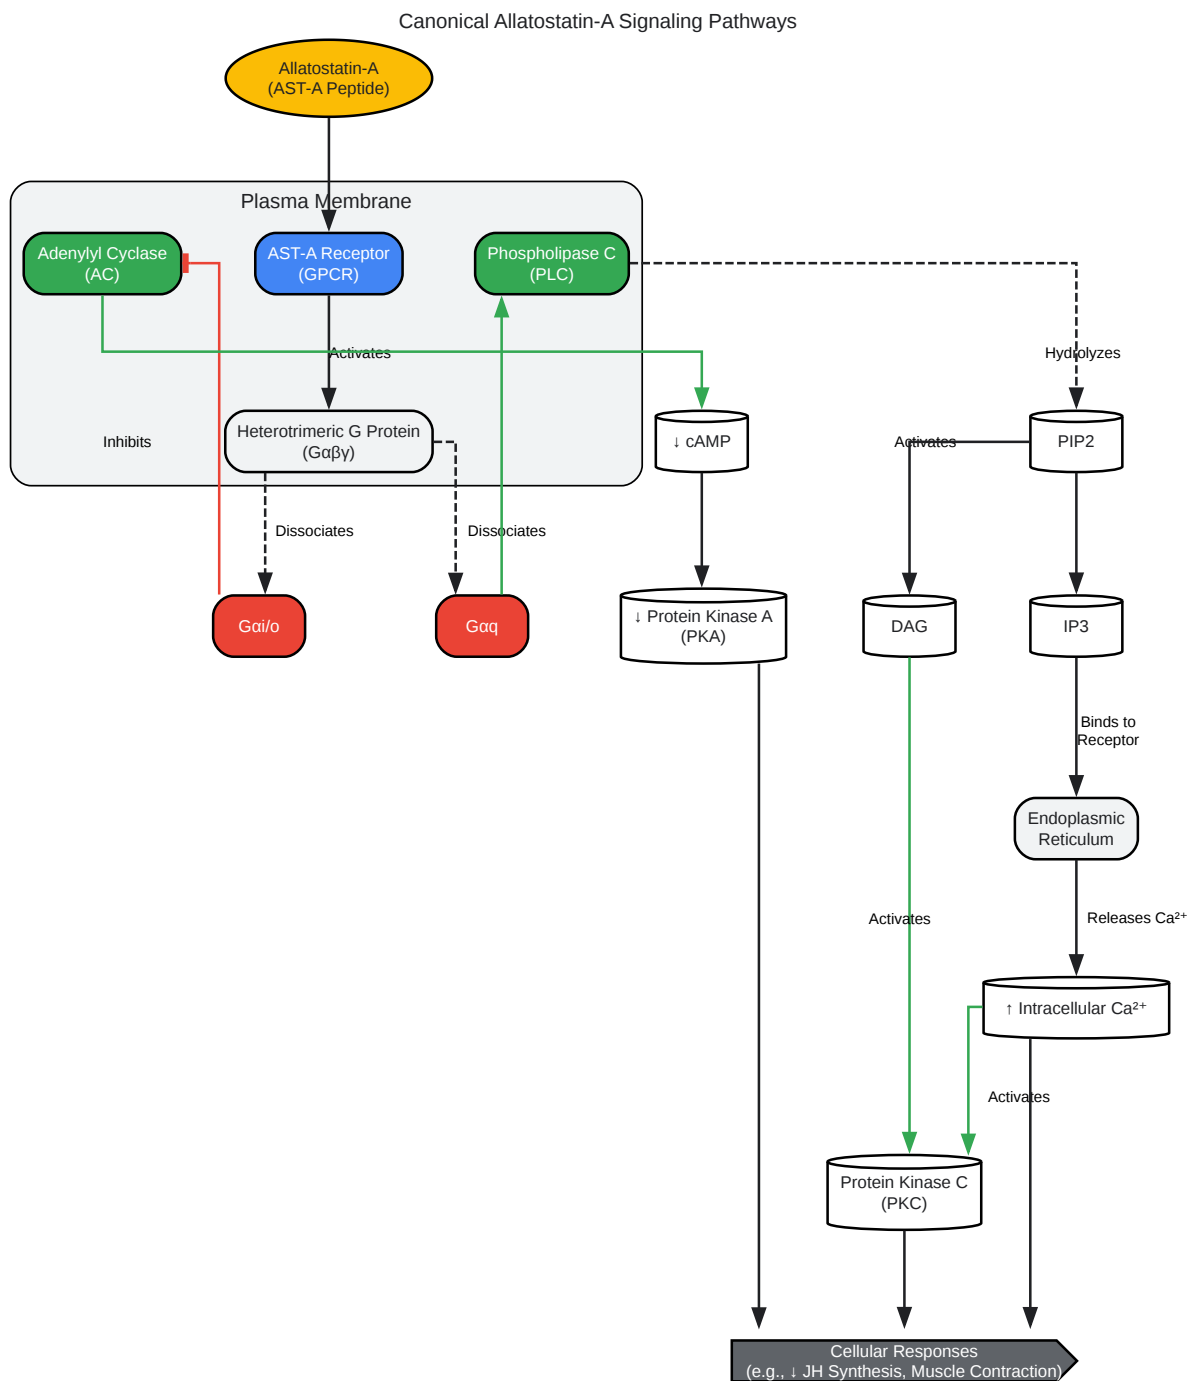 Canonical Allatostatin-A Signaling Pathways
Allatostatin-A
(AST-A Peptide)
Plasma Membrane
Adenylyl Cyclase
(AC)
AST-A Receptor
(GPCR)
Phospholipase C
(PLC)
Activates
Hydrolyzes
Heterotrimeric G Protein
(Gαβγ)
Inhibits
↓ cAMP
Activates
PIP2
Dissociates
Dissociates
Gαi/o
Gαq
↓ Protein Kinase A
(PKA)
DAG
IP3
Binds to
Receptor
Endoplasmic
Reticulum
Activates
Releases Ca²⁺
↑ Intracellular Ca²⁺
Activates
Protein Kinase C
(PKC)
Cellular Responses
(e.g., ↓ JH Synthesis, Muscle Contraction)